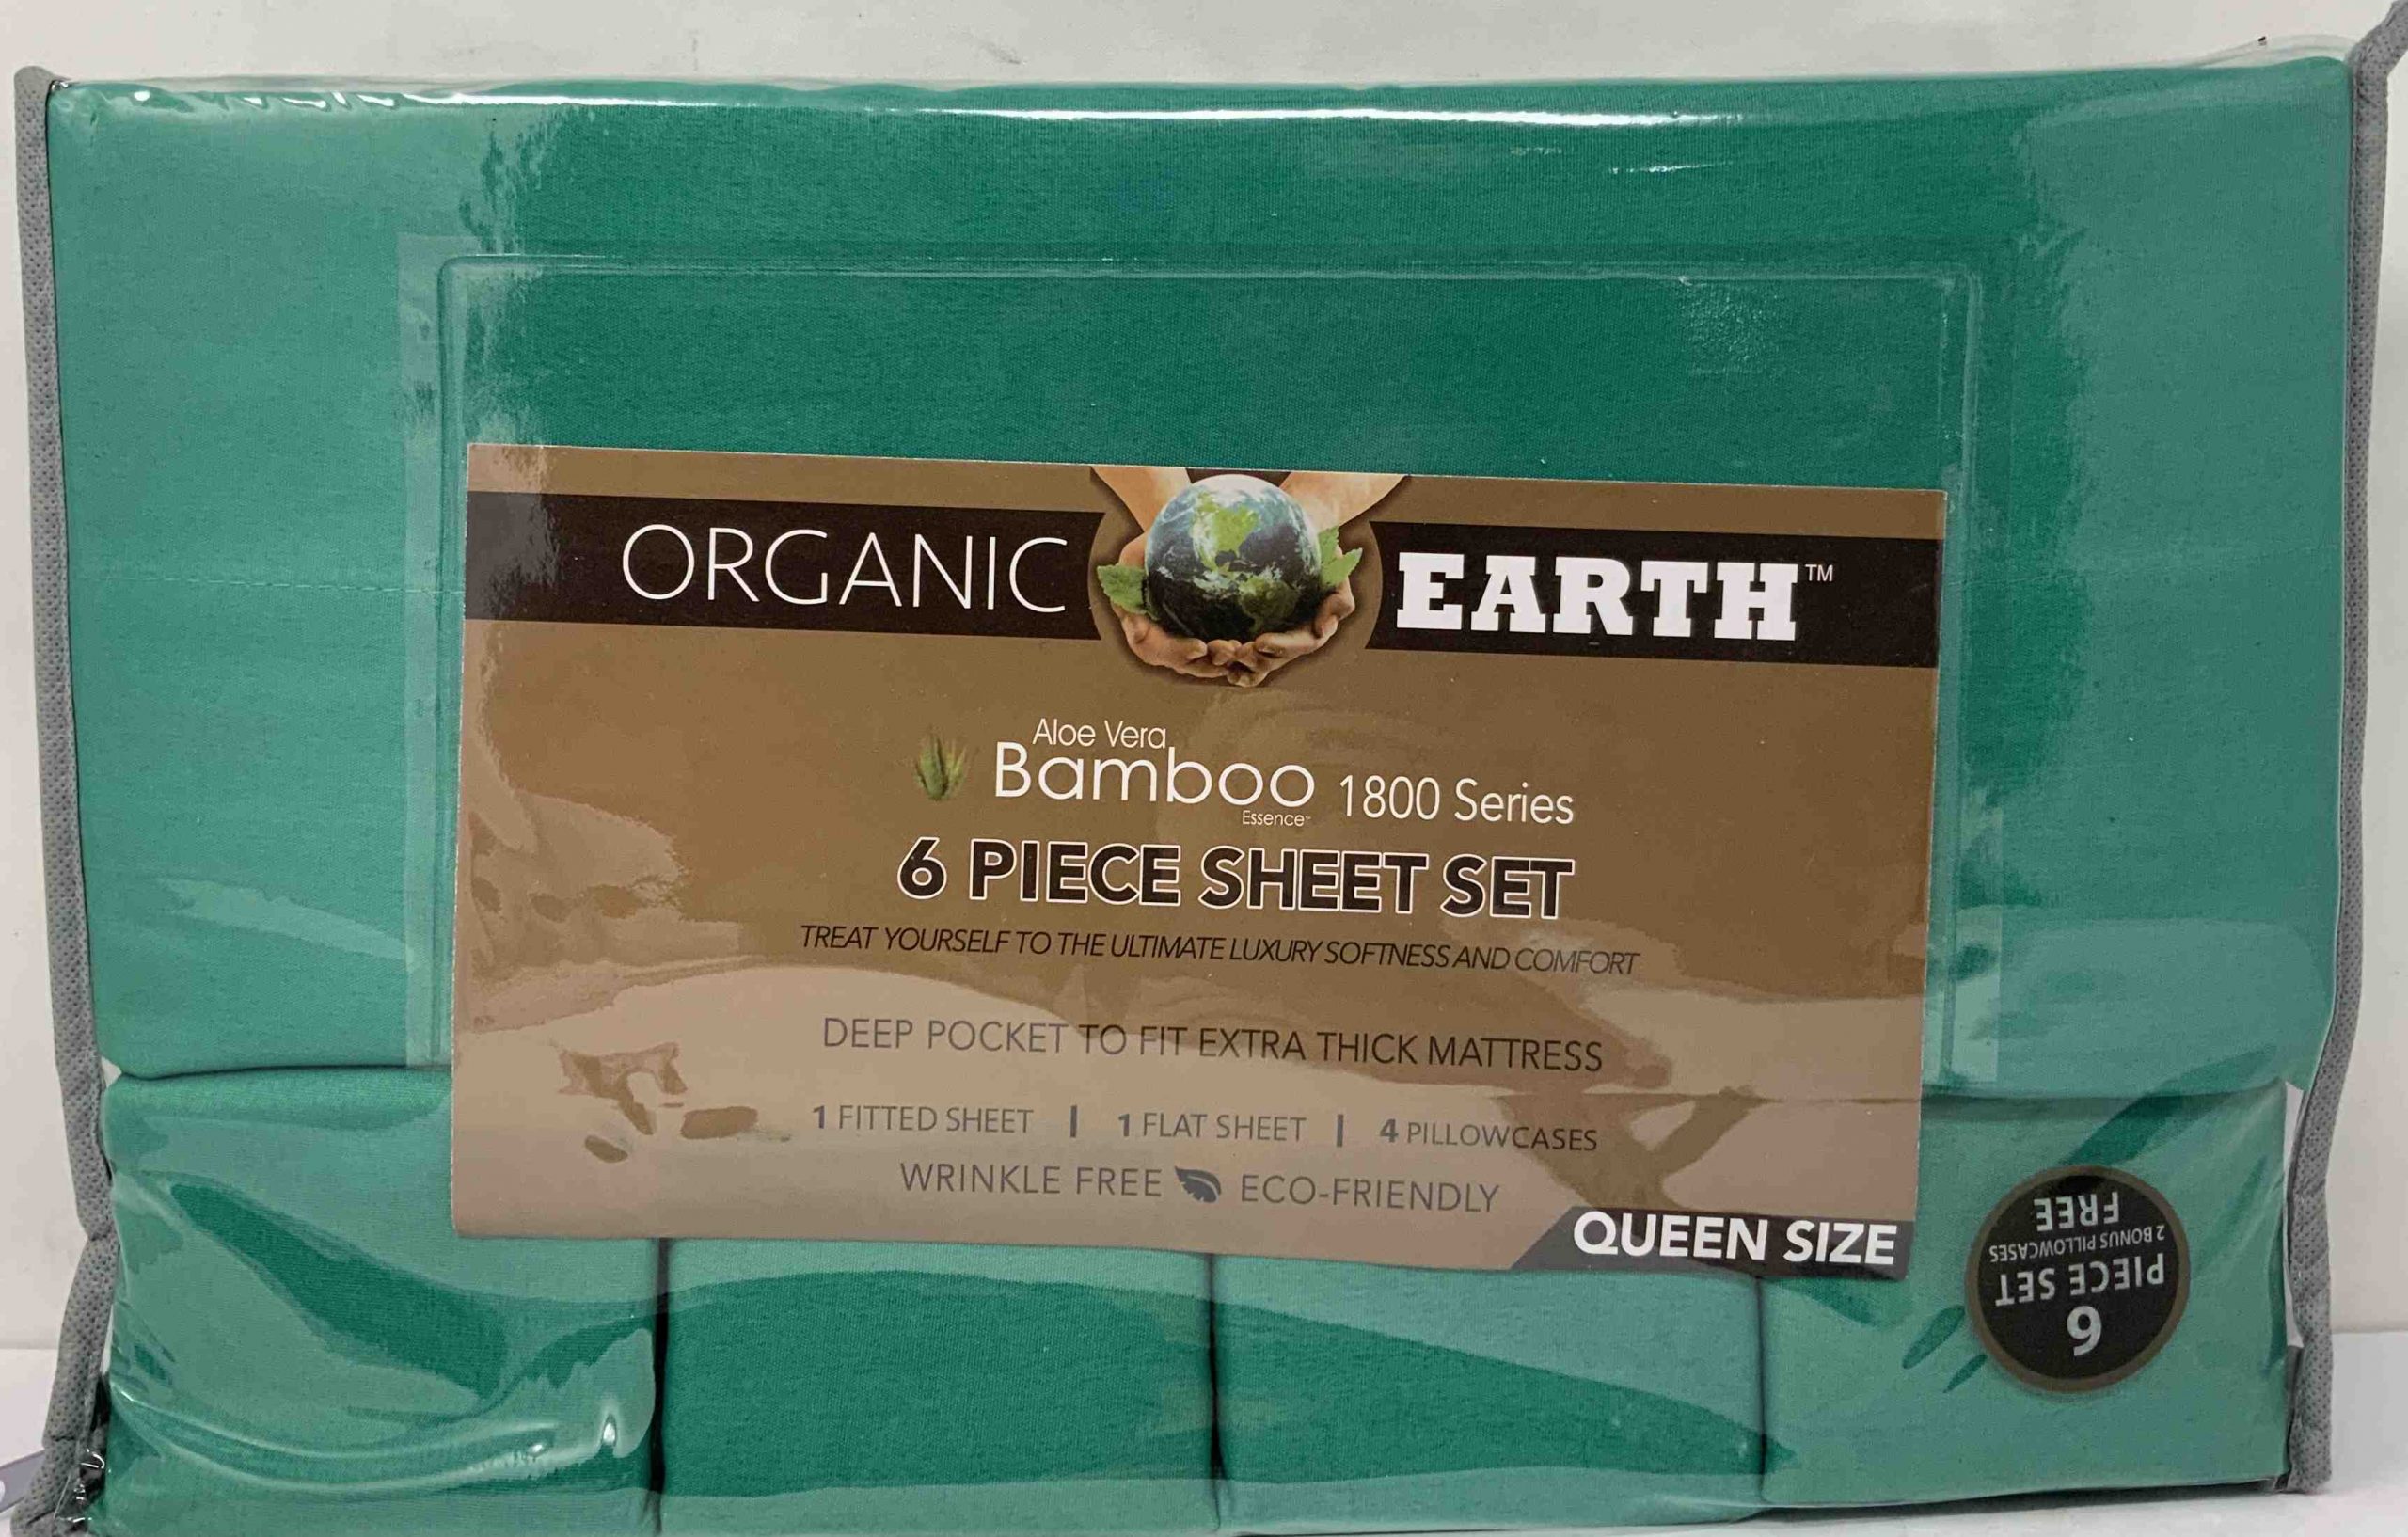 ORGANIC EARTH™
Aloe Vera
Bamboo 1800 Series
Essence™
6 PIECE SHEET SET
TREAT YOURSELF TO THE ULTIMATE LUXURY SOFTNESS AND COMFORT
DEEP POCKET TO FIT EXTRA THICK MATTRESS
1 FITTED SHEET | 1 FLAT SHEET | 4 PILLOWCASES
WRINKLE FREE ECO-FRIENDLY
QUEEN SIZE
6
PIECE SET
2 BONUS PILLOWCASES
FREE